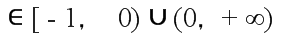 ∈[ - 1,  0)∪(0, +∞)